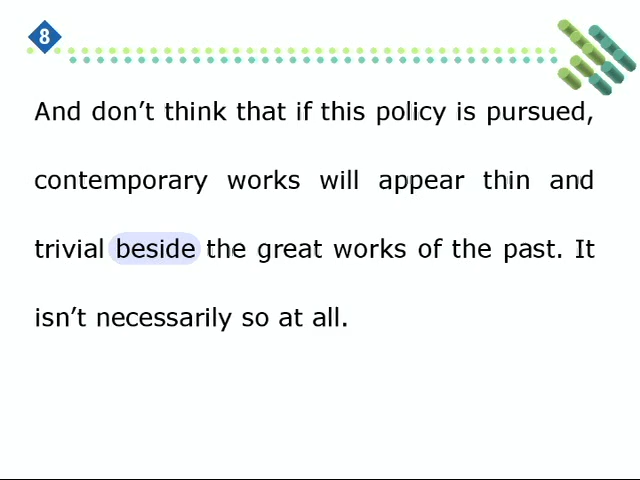 8
And don’t think that if this policy is pursued,
contemporary works will appear thin and
trivial beside the great works of the past. It
isn’t necessarily so at all.